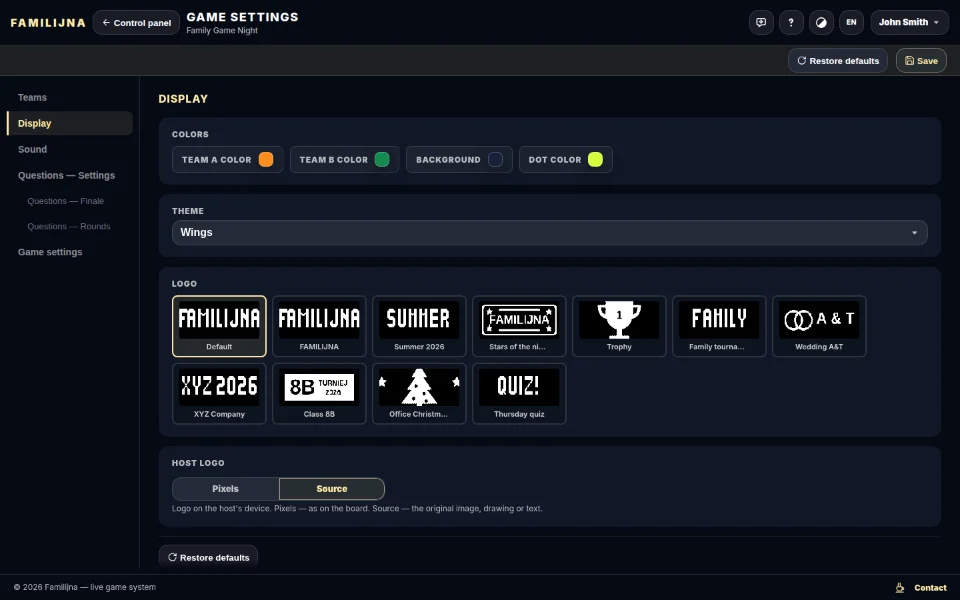 FAMILIJNA
Control panel
GAME SETTINGS
Family Game Night
?
EN
John Smith
Restore defaults
Save
Teams
Display
Sound
Questions — Settings
Questions — Finale
Questions — Rounds
Game settings
DISPLAY
COLORS
TEAM A COLOR
TEAM B COLOR
BACKGROUND
DOT COLOR
THEME
Wings
LOGO
FAMILIJNA
Default
FAMILIJNA
FAMILIJNA
SUMMER
Summer 2026
FAMILIJNA
Stars of the ni...
1
Trophy
FAMILY
Family tourna...
A & T
Wedding A&T
XYZ 2026
XYZ Company
8B TURNIEJ
2026
Class 8B
Office Christm...
QUIZ!
Thursday quiz
HOST LOGO
Pixels
Source
Logo on the host's device. Pixels — as on the board. Source — the original image, drawing or text.
Restore defaults
© 2026 Familijna — live game system
Contact